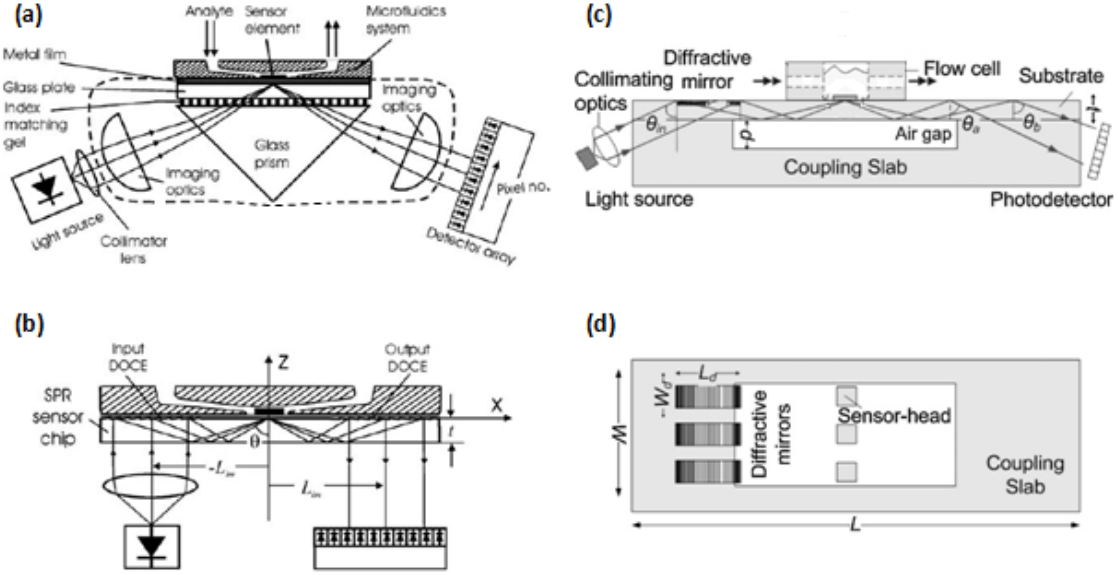 (a)
Analyte
Sensor
element
Microfluidics
system
Metal film
Glass plate
Index
matching
gel
Imaging
optics
Glass
prism
Imaging
optics
Light source
Collimator
lens
Pixel no.
Detector array
(b)
Input
DOCE
Z
Output
DOCE
SPR
sensor
chip
X
t
θ
-Lim
Lim
(c)
Diffractive
mirror
Collimating
optics
Flow cell
Substrate
t
θin
d
Air gap
θa
θb
Coupling Slab
Light source
Photodetector
(d)
Ld
Wd
W
Diffractive
mirrors
Sensor-head
Coupling
Slab
L